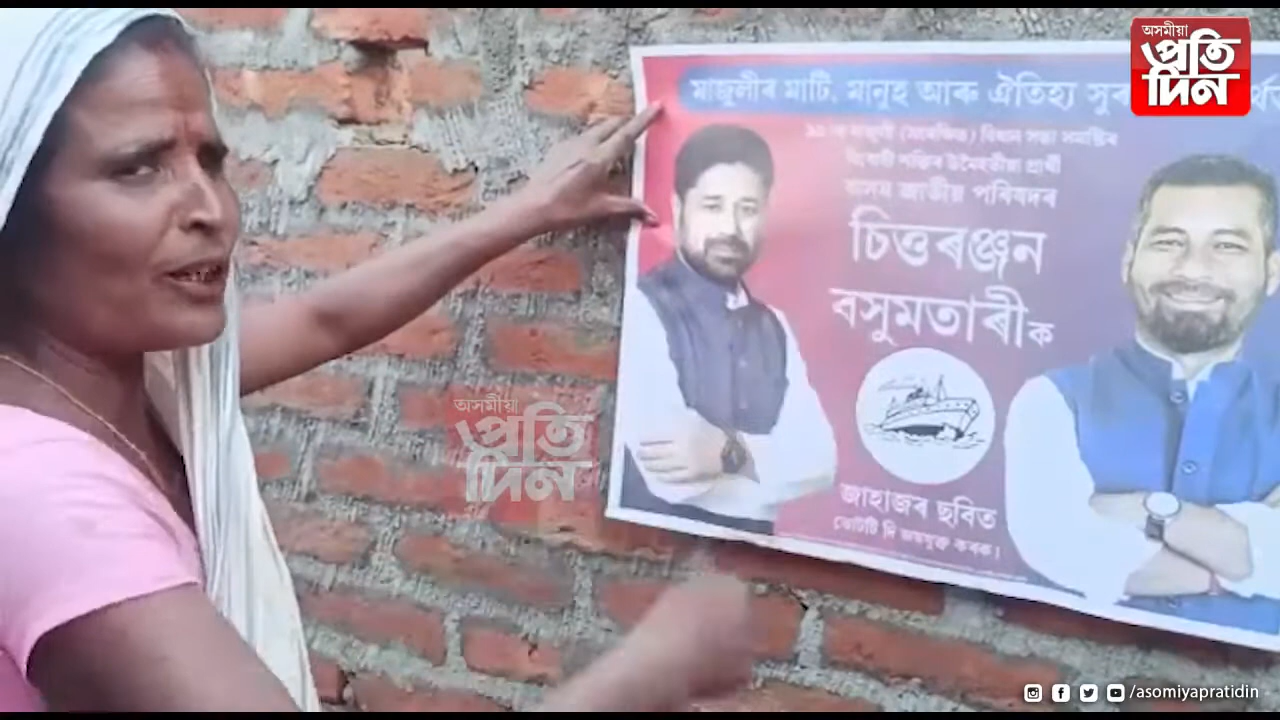 অসমীয়া
প্ৰতি
দিন
মাজুলীৰ মাটি, মানুহ আৰু ঐতিহ্য
বিধান সভা সমষ্টিৰ
প্ৰাৰ্থী
অসম জাতীয় পৰিষদৰ
চিত্তৰঞ্জন
বসুমতাৰীক
জাহাজৰ ছবিত
ভোটটি দি জয়যুক্ত কৰক।
অসমীয়া
প্ৰতি
দিন
/asomiyapratidin